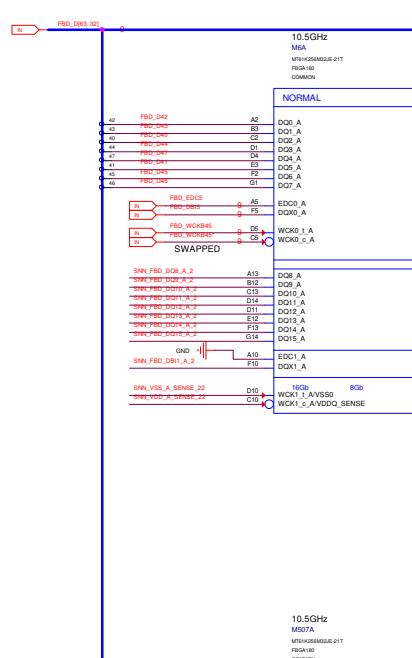 IN FBD_D[63..32] 9
10.5GHz
M6A
MT61K256M32JE-21T
FBGA180
COMMON
NORMAL
42 FBD_D42 A2 DQ0_A
43 FBD_D43 B3 DQ1_A
40 FBD_D40 C2 DQ2_A
44 FBD_D44 D1 DQ3_A
47 FBD_D47 D4 DQ4_A
41 FBD_D41 E3 DQ5_A
45 FBD_D45 F2 DQ6_A
46 FBD_D46 G1 DQ7_A
IN FBD_EDC5 9 A5 EDC0_A
IN FBD_DBI5 9 F5 DQX0_A
IN FBD_WCKB45 9 D5 WCK0_t_A
IN FBD_WCKB45* 9 C5 WCK0_c_A
SWAPPED
SNN_FBD_DQ8_A_2 A13 DQ8_A
SNN_FBD_DQ9_A_2 B12 DQ9_A
SNN_FBD_DQ10_A_2 C13 DQ10_A
SNN_FBD_DQ11_A_2 D14 DQ11_A
SNN_FBD_DQ12_A_2 D11 DQ12_A
SNN_FBD_DQ13_A_2 E12 DQ13_A
SNN_FBD_DQ14_A_2 F13 DQ14_A
SNN_FBD_DQ15_A_2 G14 DQ15_A
GND A10 EDC1_A
SNN_FBD_DBI1_A_2 F10 DQX1_A
16Gb 8Gb
SNN_VSS_A_SENSE_22 D10 WCK1_t_A/VSS0
SNN_VDD_A_SENSE_22 C10 WCK1_c_A/VDDQ_SENSE
10.5GHz
M507A
MT61K256M32JE-21T
FBGA180